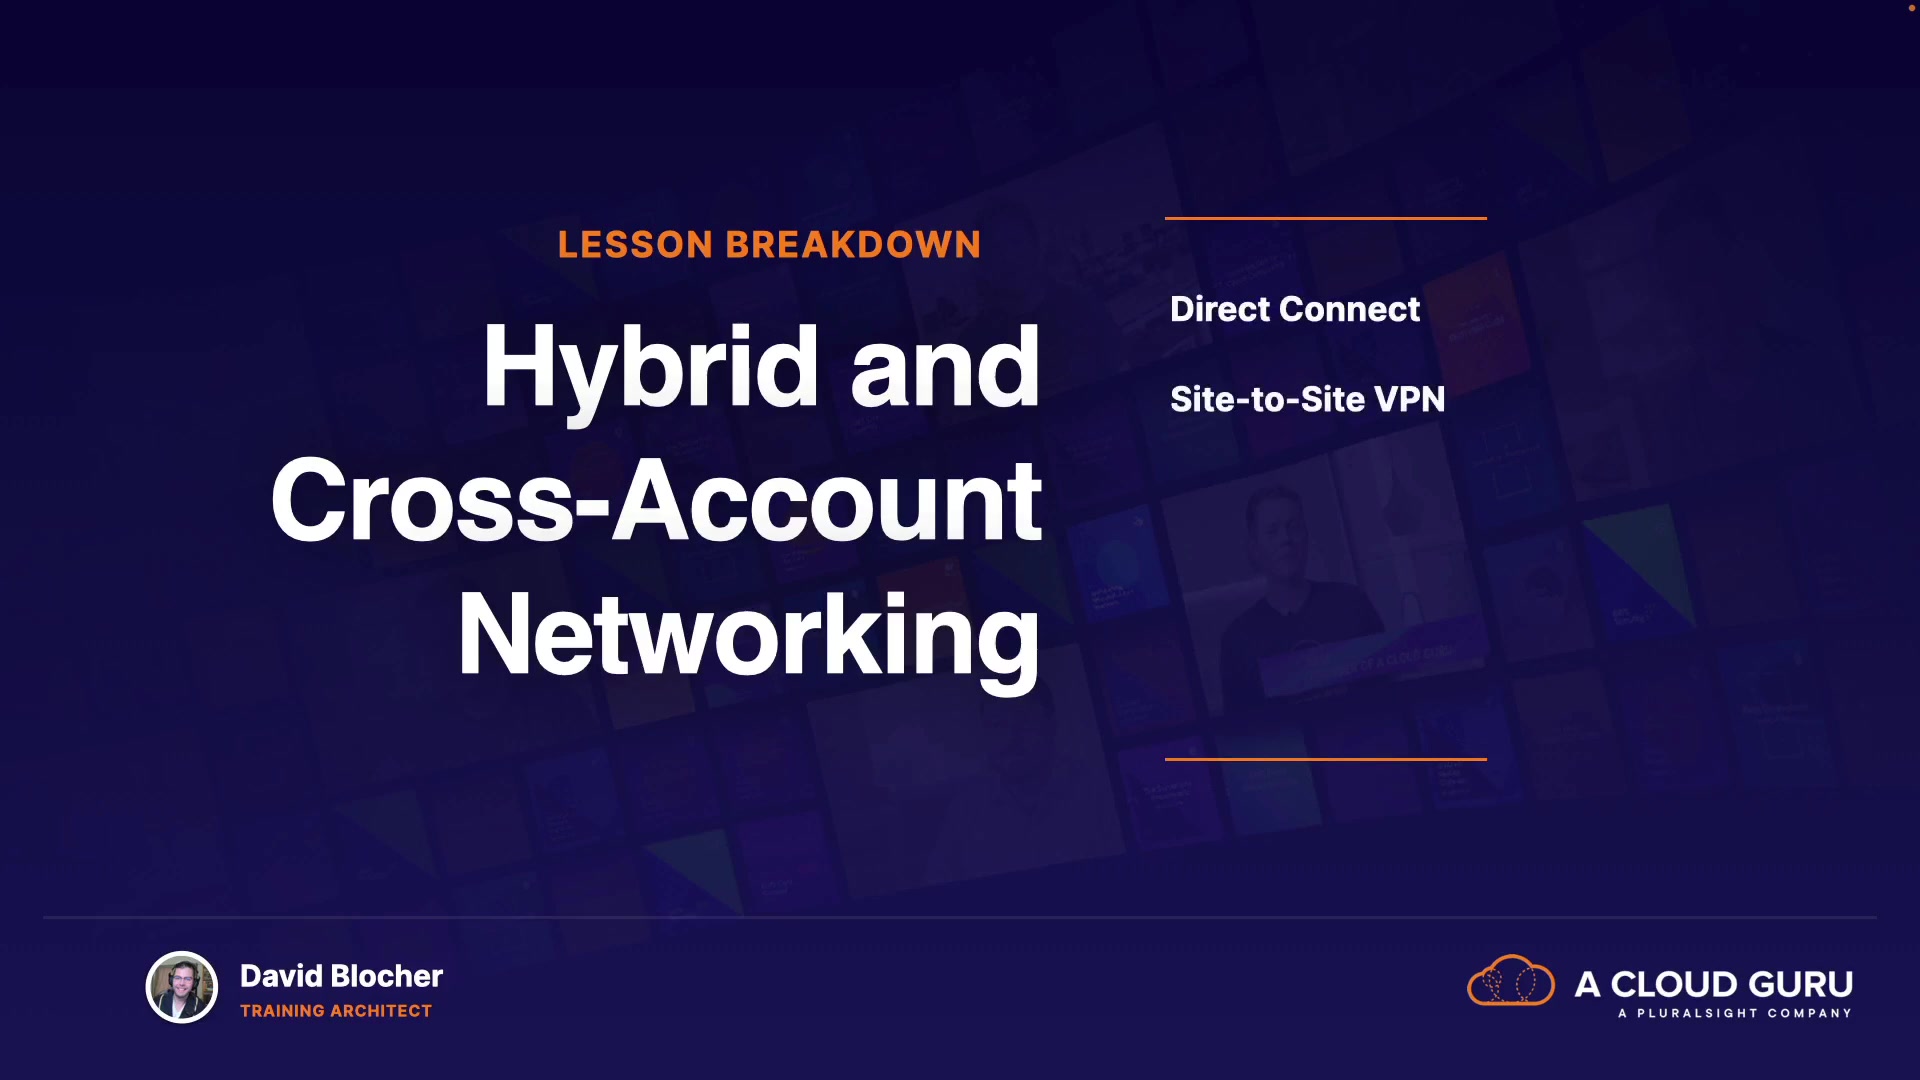 LESSON BREAKDOWN
Hybrid and
Cross-Account
Networking
Direct Connect
Site-to-Site VPN
David Blocher
TRAINING ARCHITECT
A CLOUD GURU
A PLURALSIGHT COMPANY